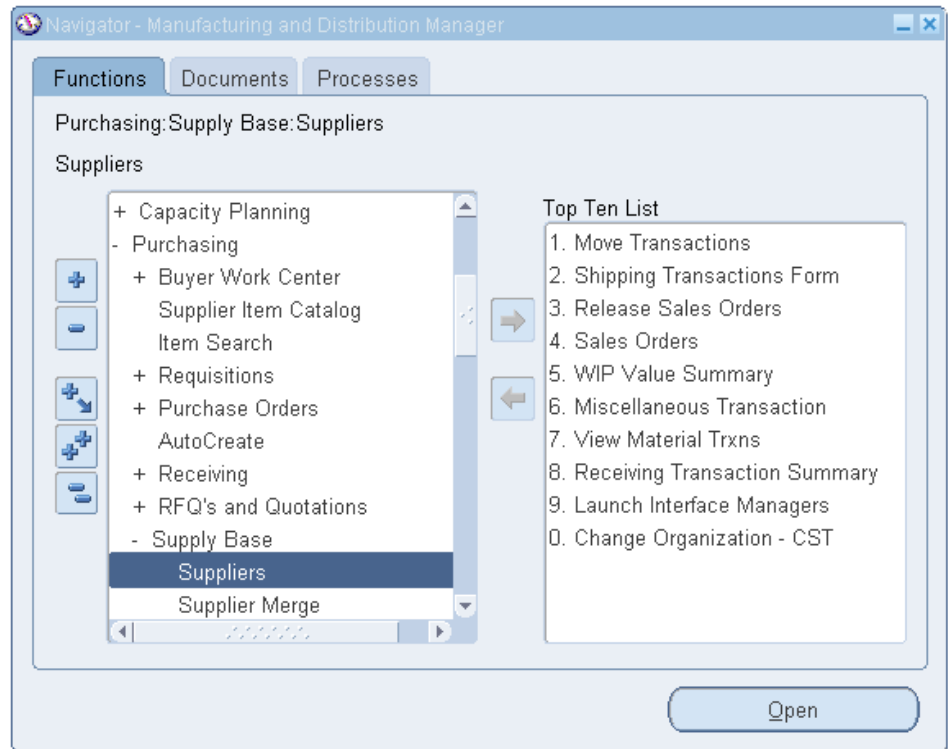 Navigator - Manufacturing and Distribution Manager
Functions
Documents
Processes
Purchasing:Supply Base:Suppliers
Suppliers
+ Capacity Planning
- Purchasing
+ Buyer Work Center
Supplier Item Catalog
Item Search
+ Requisitions
+ Purchase Orders
AutoCreate
+ Receiving
+ RFQ's and Quotations
- Supply Base
Suppliers
Supplier Merge
Top Ten List
1. Move Transactions
2. Shipping Transactions Form
3. Release Sales Orders
4. Sales Orders
5. WIP Value Summary
6. Miscellaneous Transaction
7. View Material Trxns
8. Receiving Transaction Summary
9. Launch Interface Managers
0. Change Organization - CST
Open